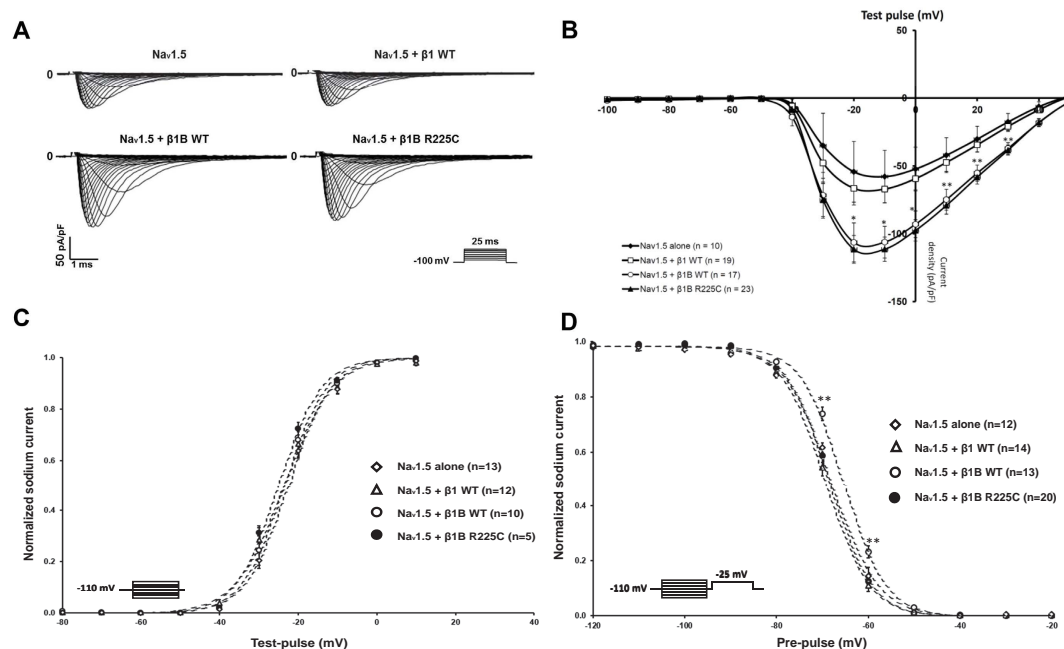 A
Nav1.5
Nav1.5 + β1 WT
0
0
Nav1.5 + β1B WT
Nav1.5 + β1B R225C
0
0
50 pA/pF
1 ms
25 ms
-100 mV
B
Test pulse (mV)
50
0
-100
-80
-60
-40
-20
0
20
40
-50
-100
-150
*
*
*
**
**
**
Current density (pA/pF)
Nav1.5 alone (n = 10)
Nav1.5 + β1 WT (n = 19)
Nav1.5 + β1B WT (n = 17)
Nav1.5 + β1B R225C (n = 23)
C
Normalized sodium current
1.0
0.8
0.6
0.4
0.2
0.0
Nav1.5 alone (n=13)
Nav1.5 + β1 WT (n=12)
Nav1.5 + β1B WT (n=10)
Nav1.5 + β1B R225C (n=5)
-110 mV
-80
-60
-40
-20
0
20
40
Test-pulse (mV)
D
Normalized sodium current
1.0
0.8
0.6
0.4
0.2
0.0
**
**
Nav1.5 alone (n=12)
Nav1.5 + β1 WT (n=14)
Nav1.5 + β1B WT (n=13)
Nav1.5 + β1B R225C (n=20)
-110 mV
-25 mV
-120
-100
-80
-60
-40
-20
Pre-pulse (mV)